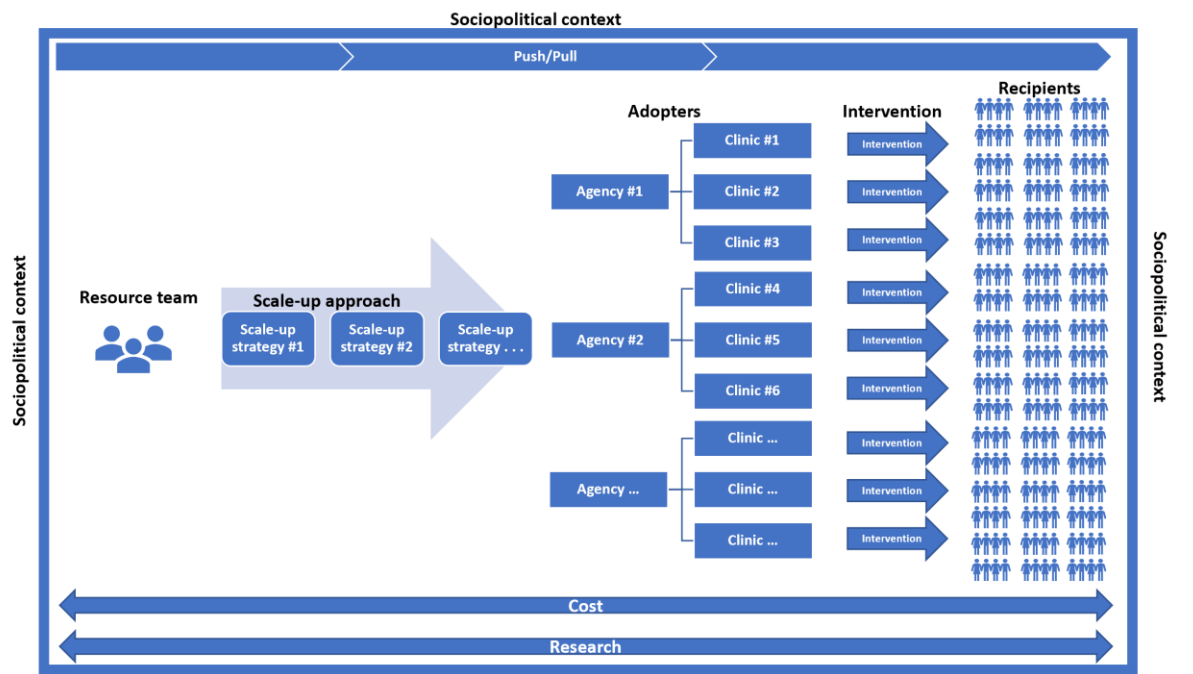 Sociopolitical context
Push/Pull
Recipients
Adopters
Intervention
Clinic #1
Intervention
Agency #1
Clinic #2
Intervention
Clinic #3
Intervention
Sociopolitical context
Sociopolitical context
Resource team
Scale-up approach
Scale-up
strategy #1
Scale-up
strategy #2
Scale-up
strategy . . .
Clinic #4
Intervention
Agency #2
Clinic #5
Intervention
Clinic #6
Intervention
Clinic ...
Intervention
Agency ...
Clinic ...
Intervention
Clinic ...
Intervention
Cost
Research